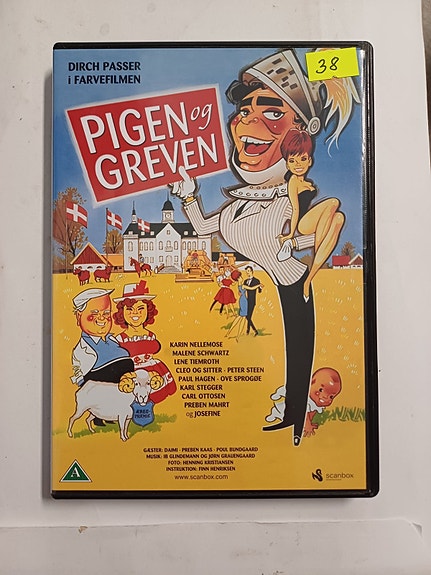 DIRCH PASSER
i FARVEFILMEN
38
PIGEN og
GREVEN
KARIN NELLEMOSE
MALENE SCHWARTZ
LENE TIEMROTH
CLEO OG SITTER · PETER STEEN
PAUL HAGEN · OVE SPROGØE
KARL STEGGER
CARL OTTOSEN
PREBEN MAHRT
og JOSEFINE
GÆSTER: DAIMI · PREBEN KAAS · POUL BUNDGAARD
MUSIK: IB GLINDEMANN OG JØRN GRAUENGAARD
FOTO: HENNING KRISTIANSEN
INSTRUKTION: FINN HENRIKSEN
www.scanbox.com
A
scanbox